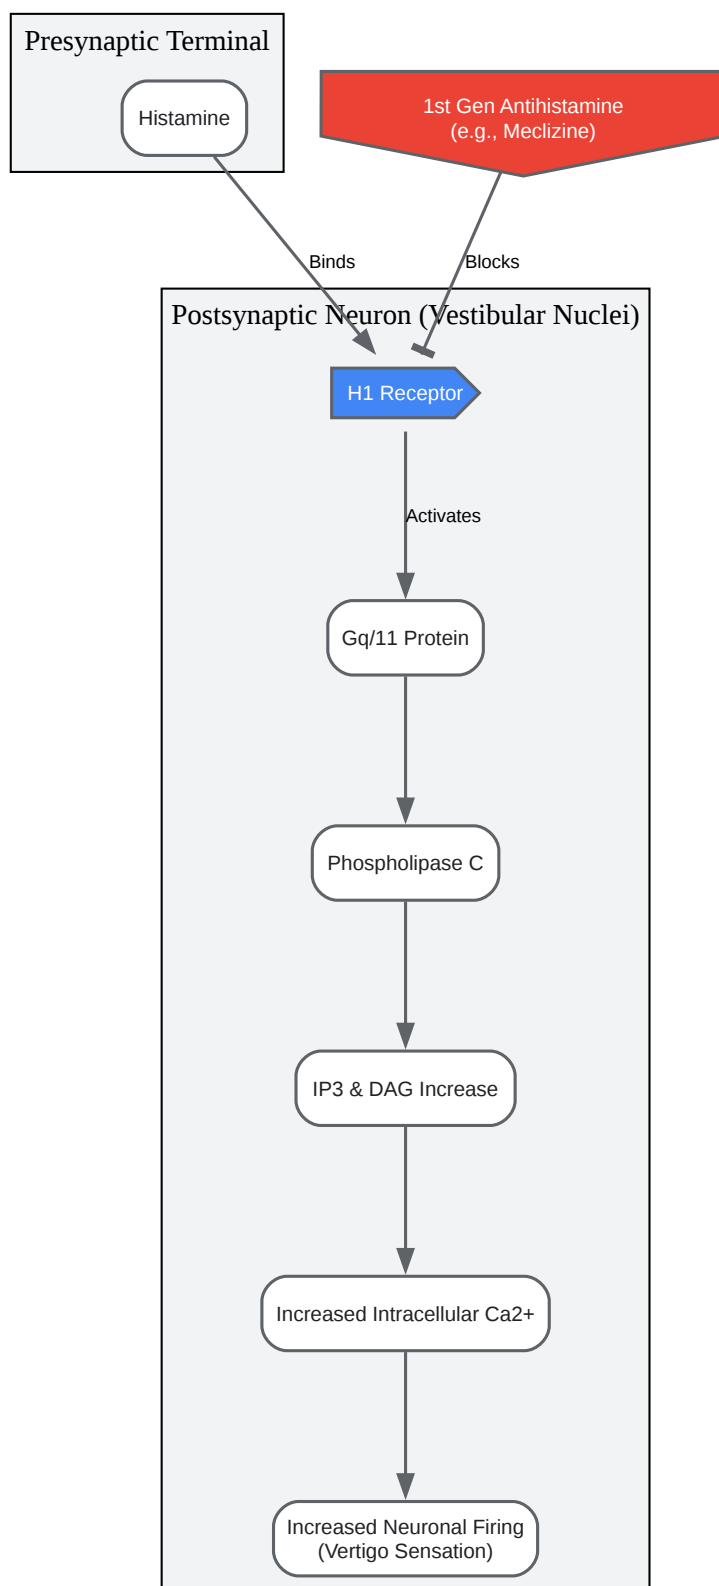 Presynaptic Terminal
Histamine
1st Gen Antihistamine
(e.g., Meclizine)
Binds
Blocks
Postsynaptic Neuron (Vestibular Nuclei)
H1 Receptor
Activates
Gq/11 Protein
Phospholipase C
IP3 & DAG Increase
Increased Intracellular Ca2+
Increased Neuronal Firing
(Vertigo Sensation)